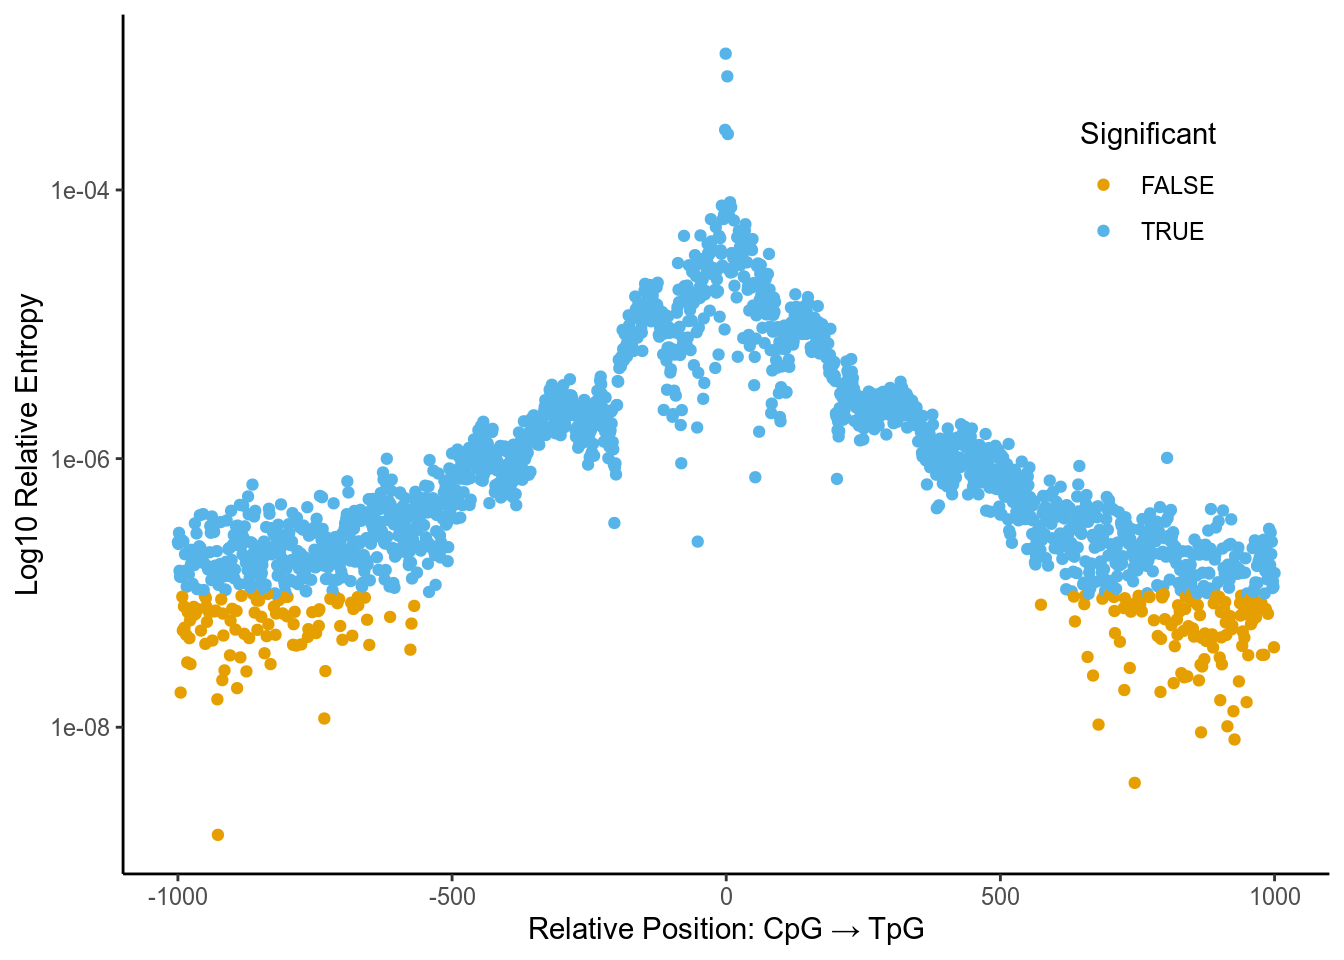 Significant
FALSE
TRUE
1e-04
1e-06
1e-08
Log10 Relative Entropy
-1000
-500
0
500
1000
Relative Position: CpG → TpG